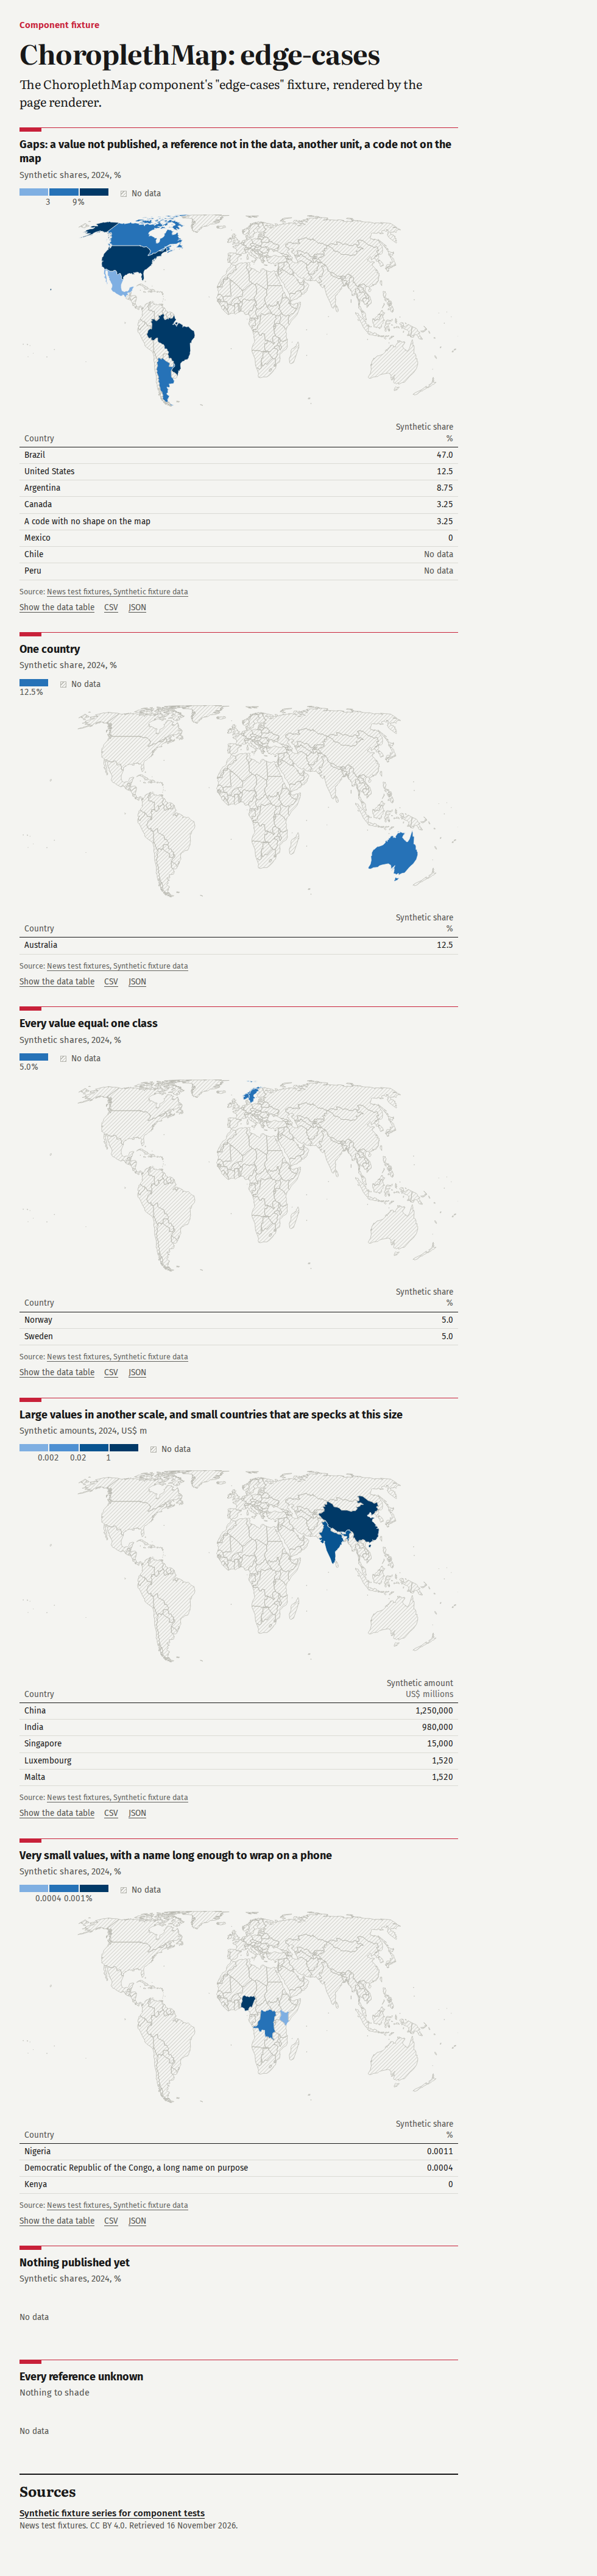 Component fixture
ChoroplethMap: edge-cases
The ChoroplethMap component's "edge-cases" fixture, rendered by the
page renderer.
Gaps: a value not published, a reference not in the data, another unit, a code not on the
map
Synthetic shares, 2024, %
No data
3 9%
Synthetic share
Country %
Brazil 47.0
United States 12.5
Argentina 8.75
Canada 3.25
A code with no shape on the map 3.25
Mexico 0
Chile No data
Peru No data
Source: News test fixtures, Synthetic fixture data
Show the data table CSV JSON
One country
Synthetic share, 2024, %
No data
12.5%
Synthetic share
Country %
Australia 12.5
Source: News test fixtures, Synthetic fixture data
Show the data table CSV JSON
Every value equal: one class
Synthetic shares, 2024, %
No data
5.0%
Synthetic share
Country %
Norway 5.0
Sweden 5.0
Source: News test fixtures, Synthetic fixture data
Show the data table CSV JSON
Large values in another scale, and small countries that are specks at this size
Synthetic amounts, 2024, US$ m
No data
0.002 0.02 1
Synthetic amount
Country US$ millions
China 1,250,000
India 980,000
Singapore 15,000
Luxembourg 1,520
Malta 1,520
Source: News test fixtures, Synthetic fixture data
Show the data table CSV JSON
Very small values, with a name long enough to wrap on a phone
Synthetic shares, 2024, %
No data
0.0004 0.001%
Synthetic share
Country %
Nigeria 0.0011
Democratic Republic of the Congo, a long name on purpose 0.0004
Kenya 0
Source: News test fixtures, Synthetic fixture data
Show the data table CSV JSON
Nothing published yet
Synthetic shares, 2024, %
No data
Every reference unknown
Nothing to shade
No data
Sources
Synthetic fixture series for component tests
News test fixtures. CC BY 4.0. Retrieved 16 November 2026.